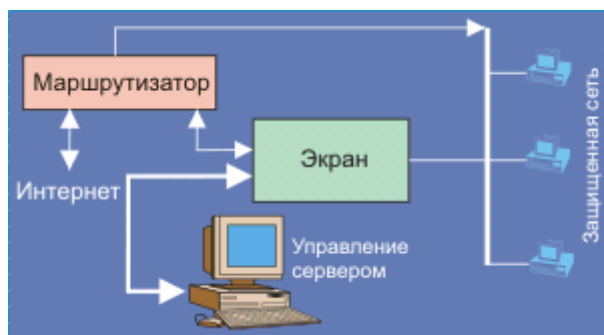 Маршрутизатор
Экран
Интернет
Управление
сервером
Защищенная сеть